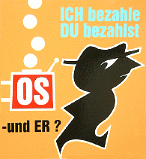 ICH bezahle
DU bezahlst
OS
-und ER ?